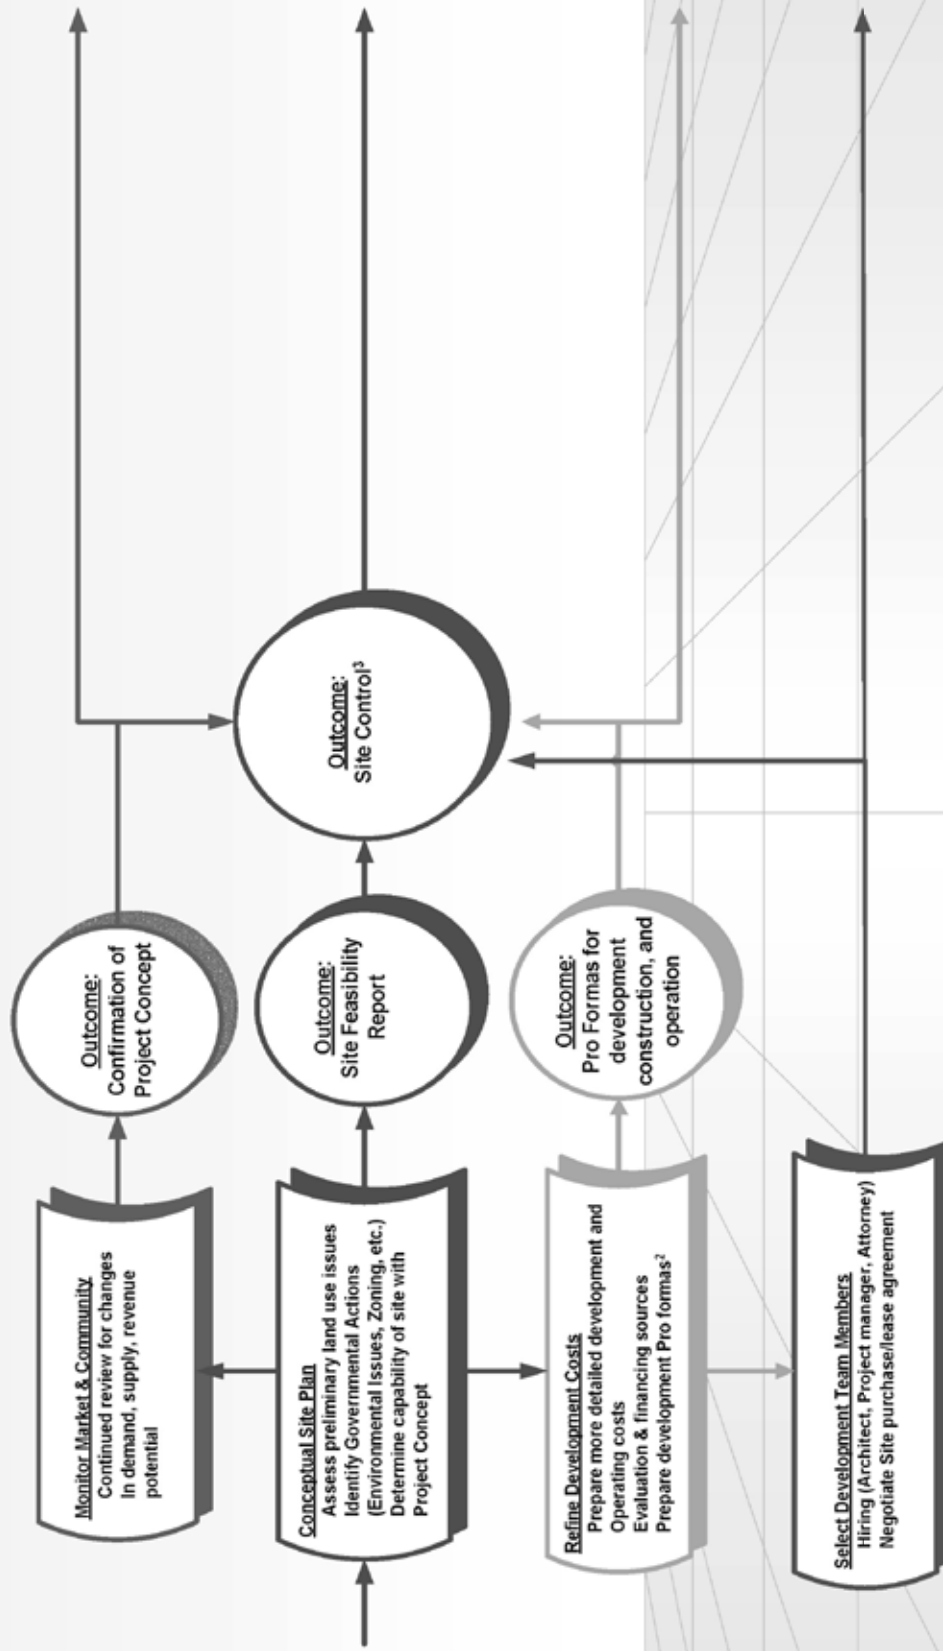 Monitor Market & Community
Continued review for changes
In demand, supply, revenue
potential
Outcome:
Confirmation of
Project Concept
Conceptual Site Plan
Assess preliminary land use issues
Identify Governmental Actions
(Environmental Issues, Zoning, etc.)
Determine capability of site with
Project Concept
Outcome:
Site Feasibility
Report
Outcome:
Site Control³
Refine Development Costs
Prepare more detailed development and
Operating costs
Evaluation & financing sources
Prepare development Pro formas²
Outcome:
Pro Formas for
development
construction, and
operation
Select Development Team Members
Hiring (Architect, Project manager, Attorney)
Negotiate Site purchase/lease agreement